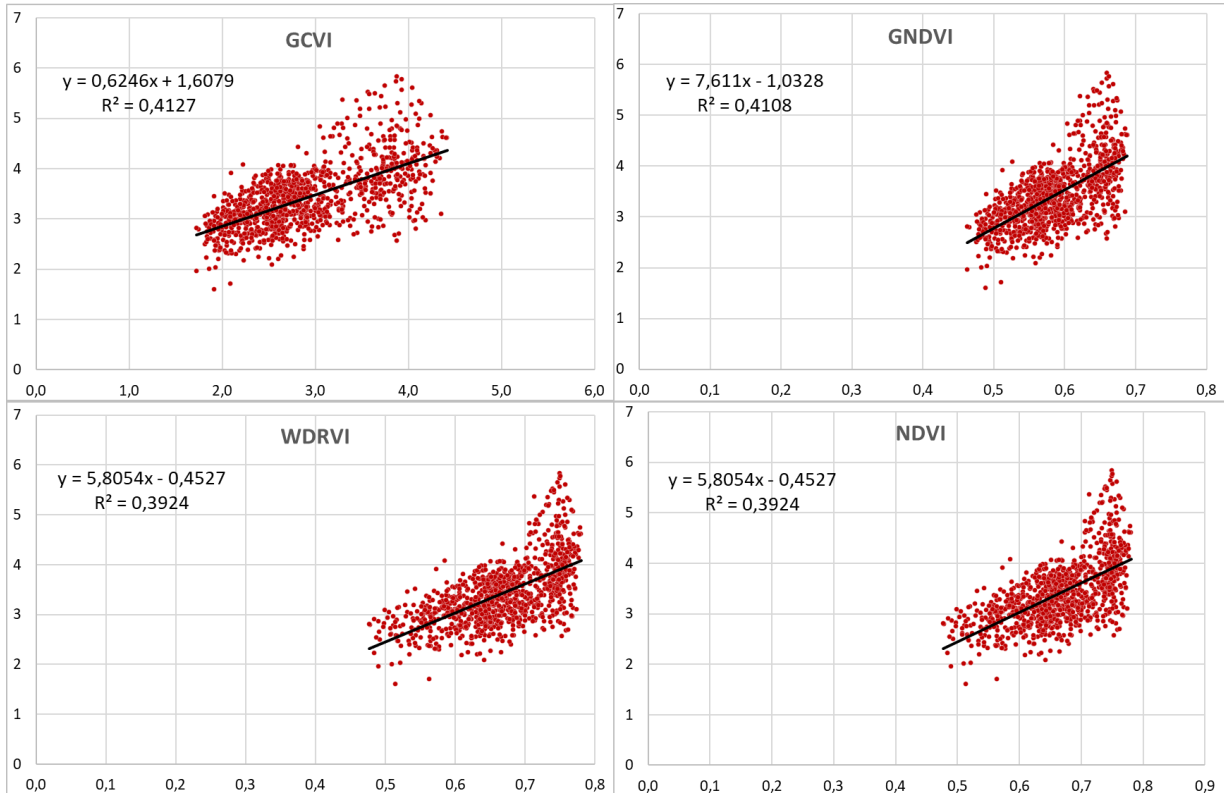 GCVI
y = 0,6246x + 1,6079
R² = 0,4127
7
6
5
4
3
2
1
0
0,0 1,0 2,0 3,0 4,0 5,0 6,0
GNDVI
y = 7,611x - 1,0328
R² = 0,4108
7
6
5
4
3
2
1
0
0,0 0,1 0,2 0,3 0,4 0,5 0,6 0,7 0,8
WDRVI
y = 5,8054x - 0,4527
R² = 0,3924
7
6
5
4
3
2
1
0
0,0 0,1 0,2 0,3 0,4 0,5 0,6 0,7 0,8
NDVI
y = 5,8054x - 0,4527
R² = 0,3924
7
6
5
4
3
2
1
0
0,0 0,1 0,2 0,3 0,4 0,5 0,6 0,7 0,8 0,9